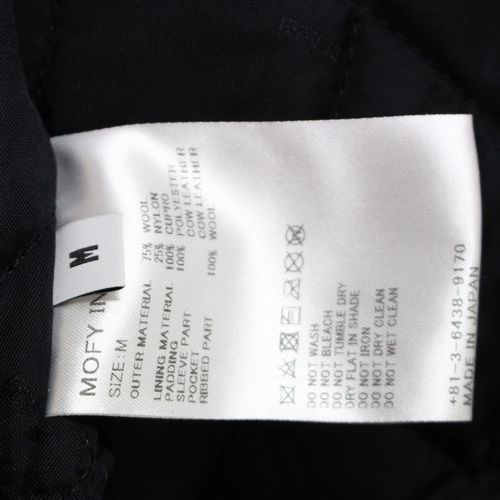 M
MOFY IN
SIZE : M
OUTER MATERIAL 75% WOOL
25% NYLON
LINING MATERIAL 100% CUPRO
PADDING 100% POLYESTER
SLEEVE PART COW LEATHER
POCKET PART COW LEATHER
RIBBED PART 100% WOOL
DO NOT WASH
DO NOT BLEACH
DO NOT TUMBLE DRY
DRY FLAT IN SHADE
DO NOT IRON
DO NOT DRY CLEAN
DO NOT WET CLEAN
+81-3-6438-9170
MADE IN JAPAN